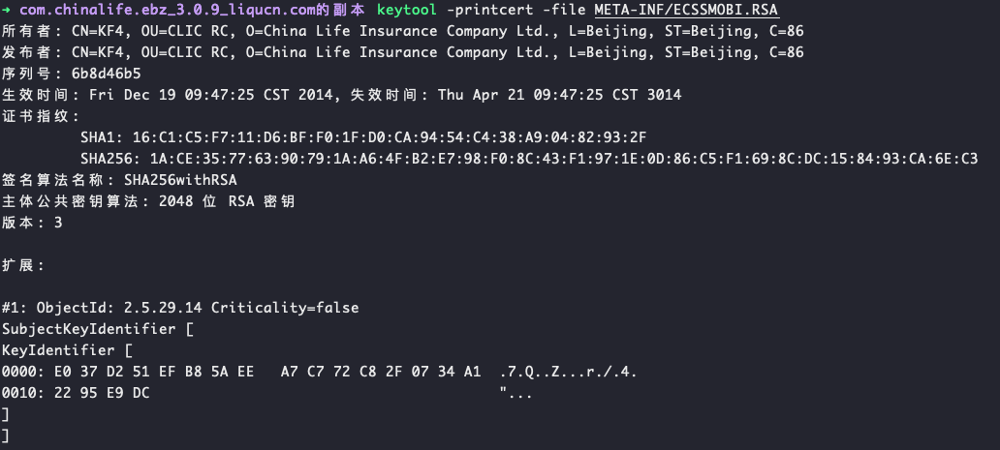 → com.chinalife.ebz_3.0.9_liqucn.com的副本 keytool -printcert -file META-INF/ECSSMOBI.RSA
所有者: CN=KF4, OU=CLIC RC, O=China Life Insurance Company Ltd., L=Beijing, ST=Beijing, C=86
发布者: CN=KF4, OU=CLIC RC, O=China Life Insurance Company Ltd., L=Beijing, ST=Beijing, C=86
序列号: 6b8d46b5
生效时间: Fri Dec 19 09:47:25 CST 2014, 失效时间: Thu Apr 21 09:47:25 CST 3014
证书指纹:
SHA1: 16:C1:C5:F7:11:D6:BF:F0:1F:D0:CA:94:54:C4:38:A9:04:82:93:2F
SHA256: 1A:CE:35:77:63:90:79:1A:A6:4F:B2:E7:98:F0:8C:43:F1:97:1E:0D:86:C5:F1:69:8C:DC:15:84:93:CA:6E:C3
签名算法名称: SHA256withRSA
主体公共密钥算法: 2048 位 RSA 密钥
版本: 3
扩展:
#1: ObjectId: 2.5.29.14 Criticality=false
SubjectKeyIdentifier [
KeyIdentifier [
0000: E0 37 D2 51 EF B8 5A EE   A7 C7 72 C8 2F 07 34 A1  .7.Q..Z...r./.4.
0010: 22 95 E9 DC                                        "...
]
]